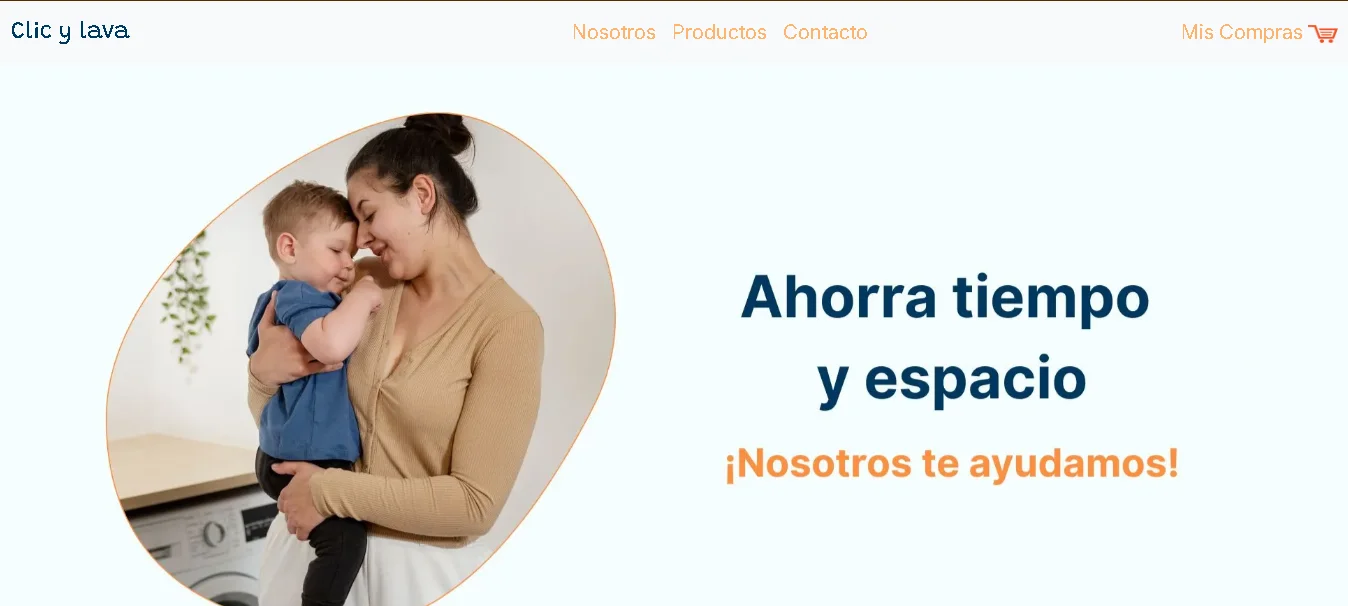 Clic y lava
Nosotros Productos Contacto
Mis Compras
Ahorra tiempo
y espacio
¡Nosotros te ayudamos!